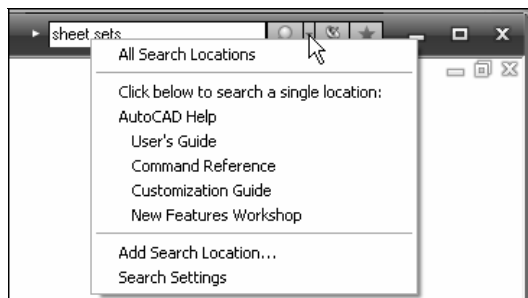 sheet sets
All Search Locations
Click below to search a single location:
AutoCAD Help
User's Guide
Command Reference
Customization Guide
New Features Workshop
Add Search Location...
Search Settings